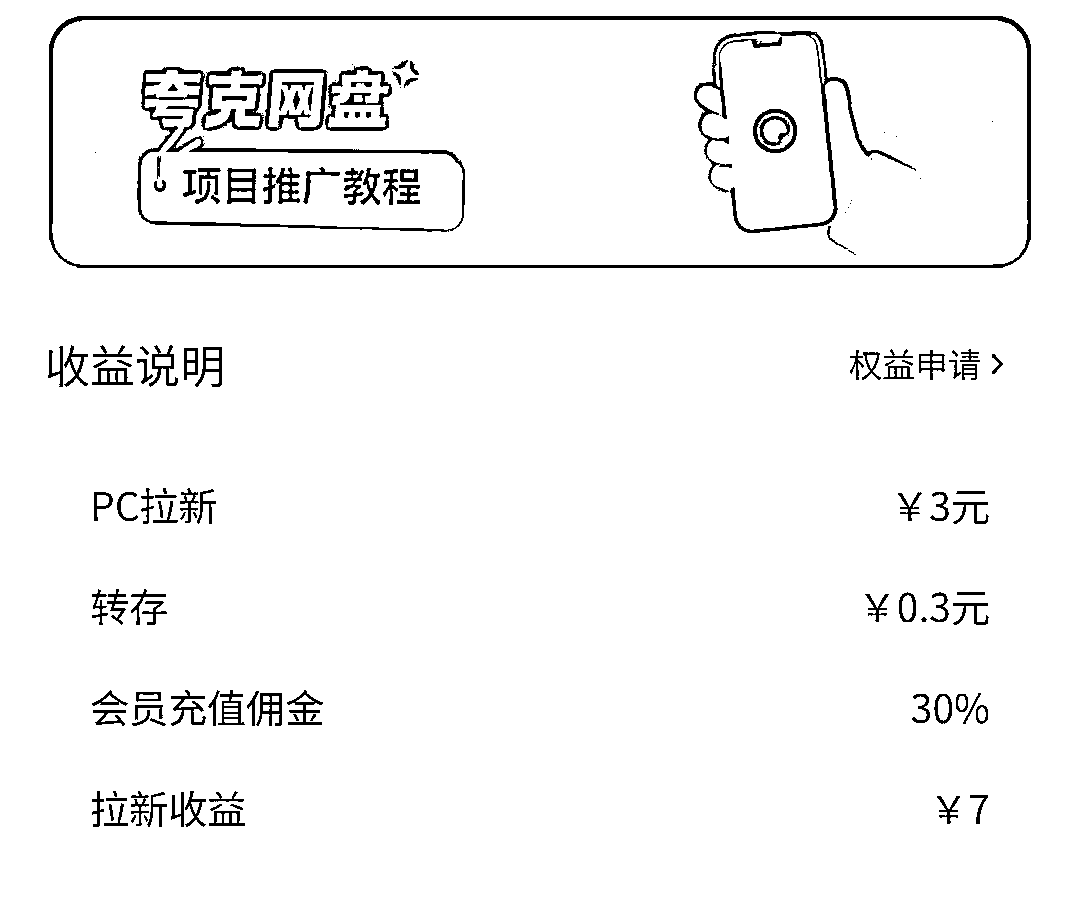 夸克网盘
项目推广教程
收益说明
权益申请 >
PC拉新
¥3元
转存
¥0.3元
会员充值佣金
30%
拉新收益
¥7